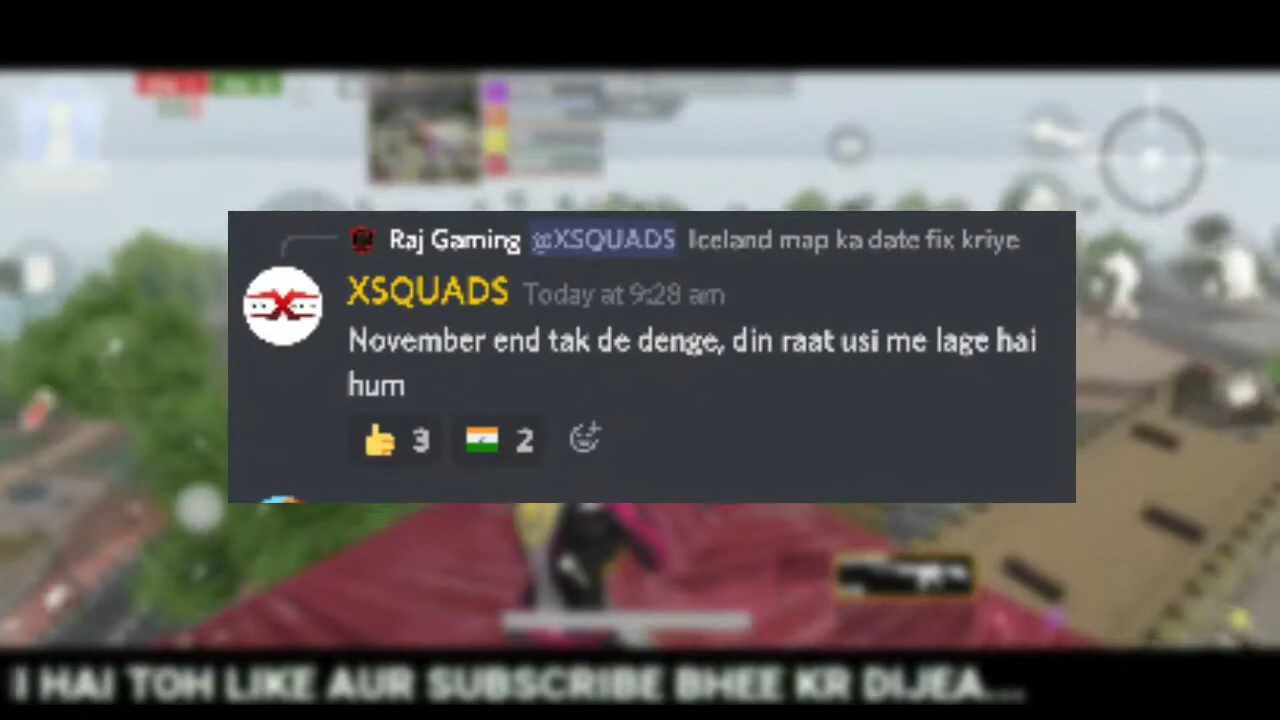 Raj Gaming @XSQUADS Iceland map ka date fix kriye
XSQUADS Today at 9:28 am
November end tak de denge, din raat usi me lage hai
hum
3 2
I HAI TOH LIKE AUR SUBSCRIBE BHEE KR DIJEA....